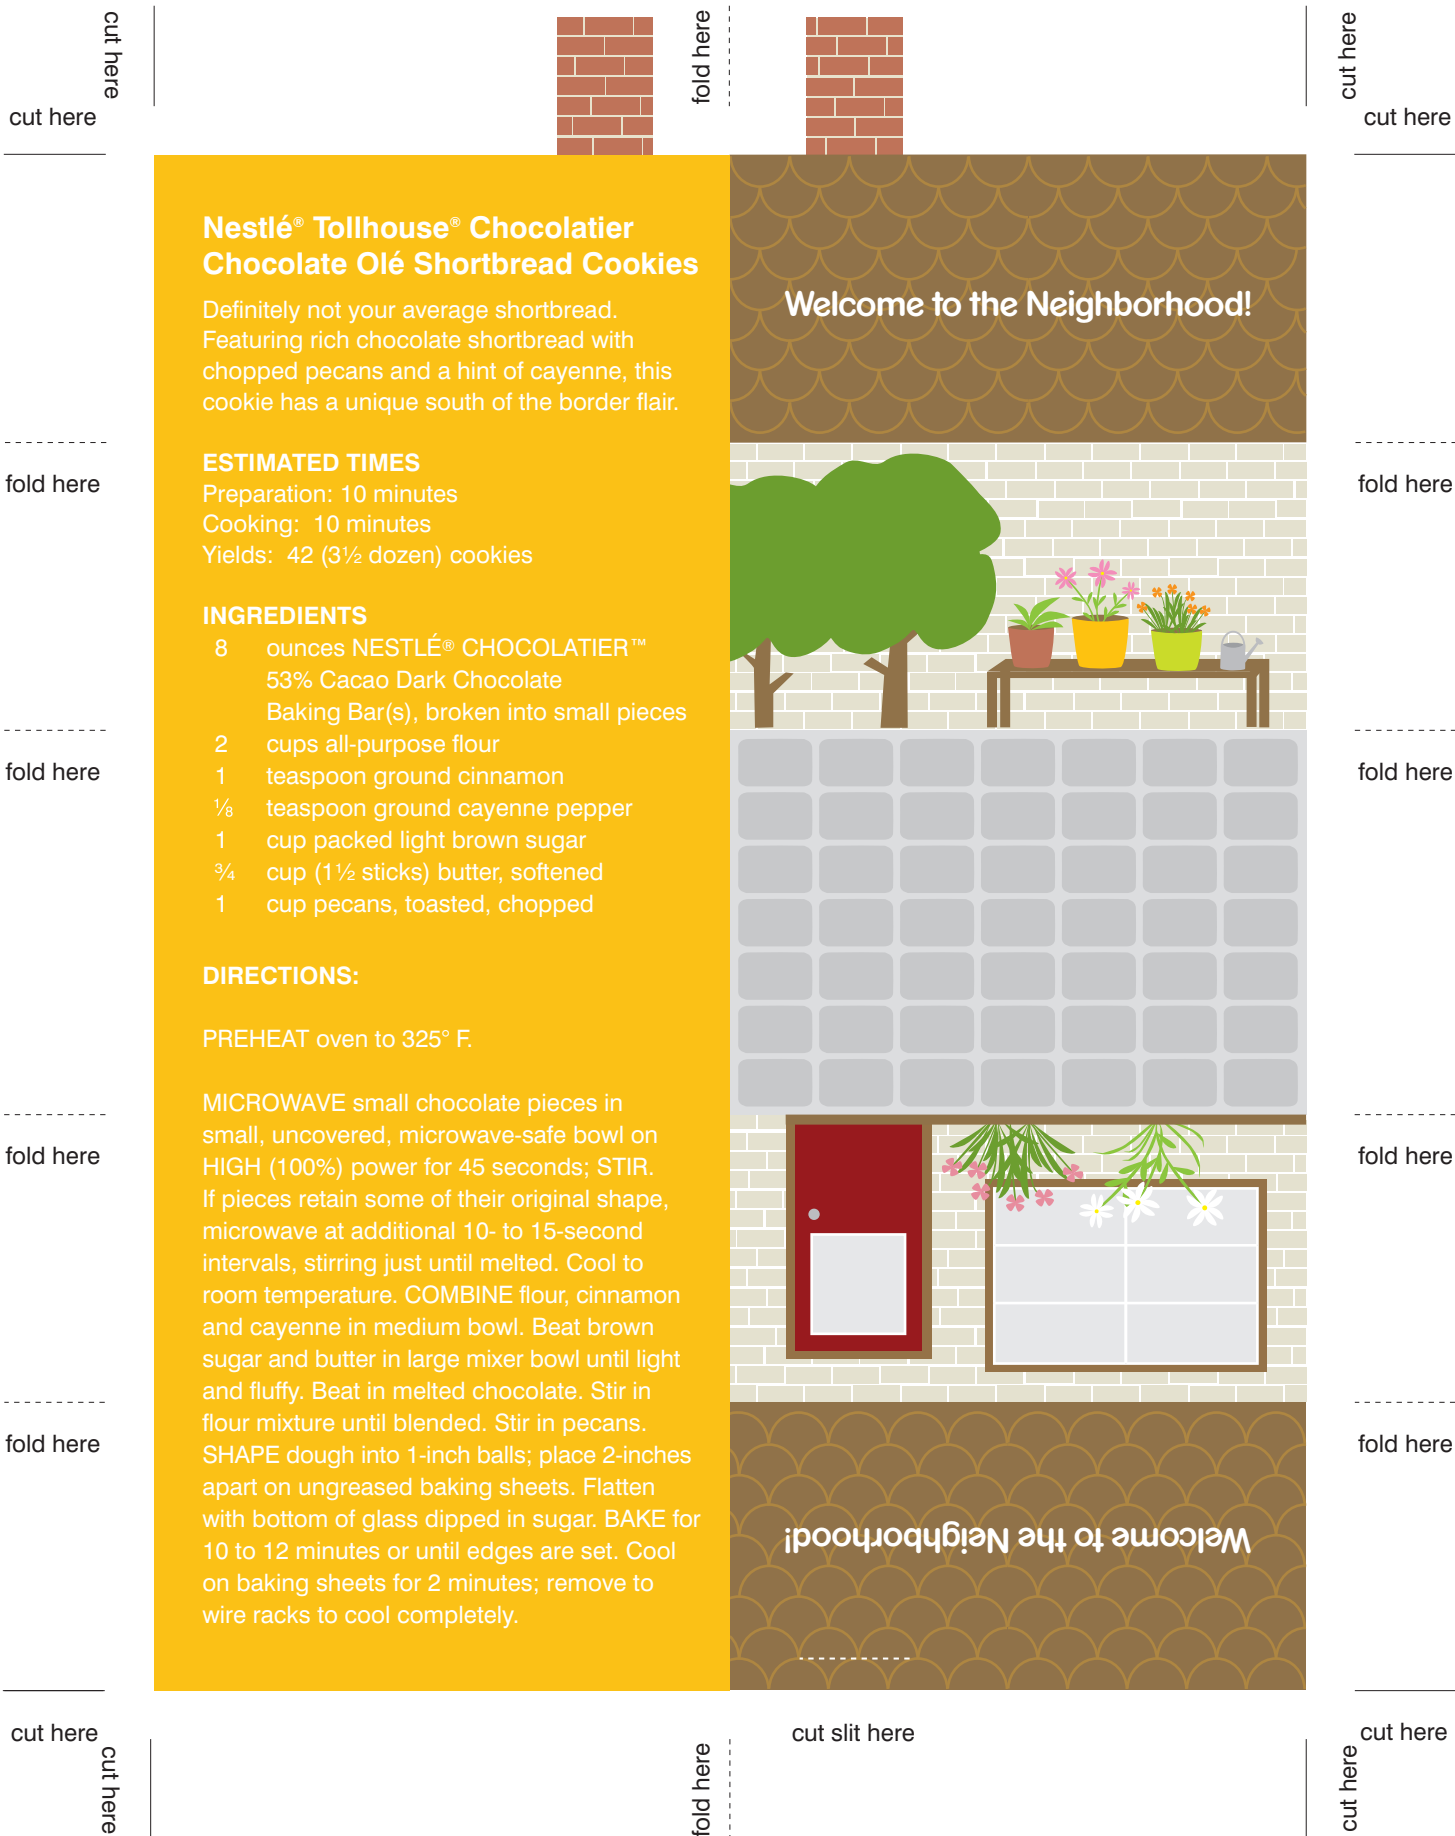 cut here
fold here
cut here
cut here
cut here
Nestlé® Tollhouse® Chocolatier
Chocolate Olé Shortbread Cookies
Definitely not your average shortbread.
Featuring rich chocolate shortbread with
chopped pecans and a hint of cayenne, this
cookie has a unique south of the border flair.
ESTIMATED TIMES
Preparation: 10 minutes
Cooking:  10 minutes
Yields:  42 (3½ dozen) cookies
INGREDIENTS
8 ounces NESTLÉ® CHOCOLATIER™
53% Cacao Dark Chocolate
Baking Bar(s), broken into small pieces
2 cups all-purpose flour
1 teaspoon ground cinnamon
⅛ teaspoon ground cayenne pepper
1 cup packed light brown sugar
¾ cup (1½ sticks) butter, softened
1 cup pecans, toasted, chopped
DIRECTIONS:
PREHEAT oven to 325° F.
MICROWAVE small chocolate pieces in
small, uncovered, microwave-safe bowl on
HIGH (100%) power for 45 seconds; STIR.
If pieces retain some of their original shape,
microwave at additional 10- to 15-second
intervals, stirring just until melted. Cool to
room temperature. COMBINE flour, cinnamon
and cayenne in medium bowl. Beat brown
sugar and butter in large mixer bowl until light
and fluffy. Beat in melted chocolate. Stir in
flour mixture until blended. Stir in pecans.
SHAPE dough into 1-inch balls; place 2-inches
apart on ungreased baking sheets. Flatten
with bottom of glass dipped in sugar. BAKE for
10 to 12 minutes or until edges are set. Cool
on baking sheets for 2 minutes; remove to
wire racks to cool completely.
Welcome to the Neighborhood!
Welcome to the Neighborhood!
fold here
fold here
fold here
fold here
fold here
fold here
fold here
fold here
cut here
cut slit here
cut here
cut here
fold here
cut here